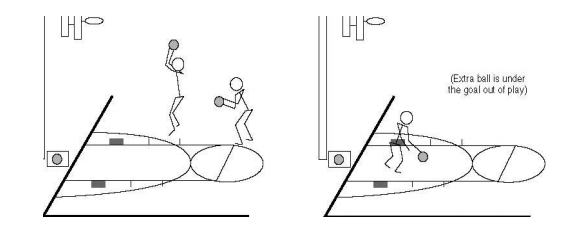 (Extra ball is under
the goal out of play)